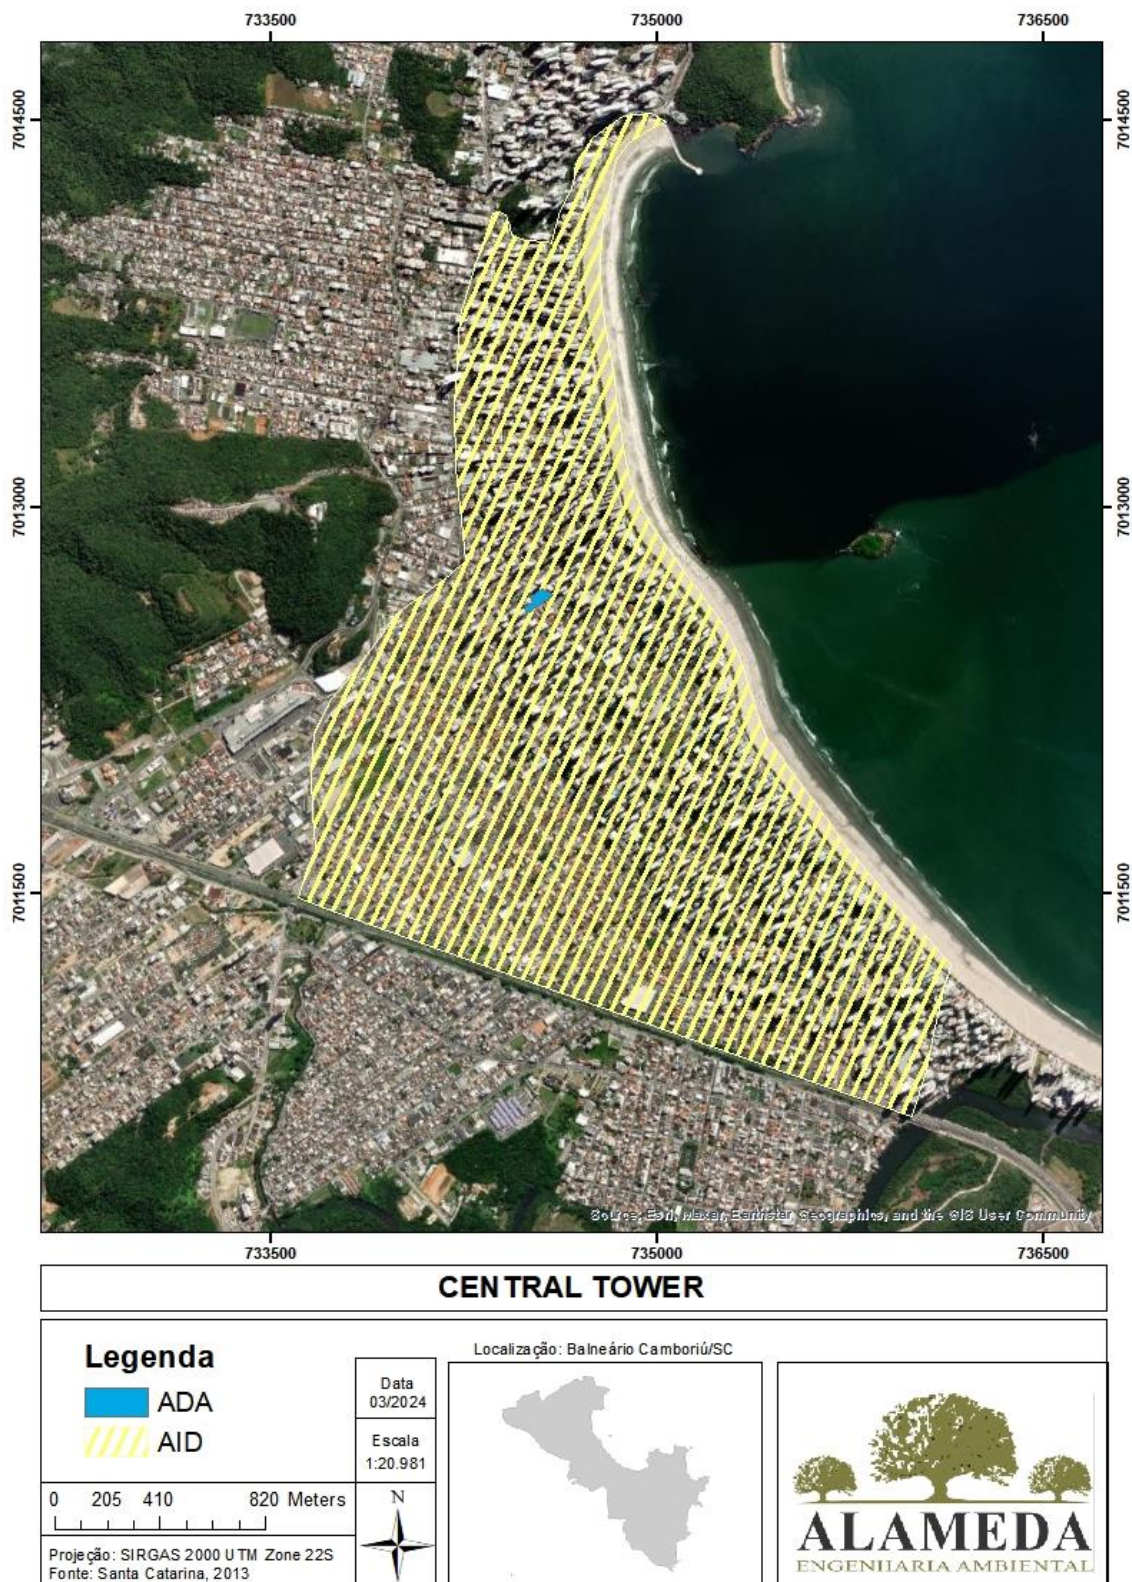 733500 735000 736500
7014500 7014500
7013000 7013000
7011500 7011500
Source: Esri, Maxar, Earthstar Geographics, and the GIS User Community
733500 735000 736500
CENTRAL TOWER
Legenda
ADA
AID
Data
03/2024
Escala
1:20.981
0 205 410 820 Meters
N
Projeção: SIRGAS 2000 UTM Zone 22S
Fonte: Santa Catarina, 2013
Localização: Balneário Camboriú/SC
ALAMEDA
ENGENHARIA AMBIENTAL